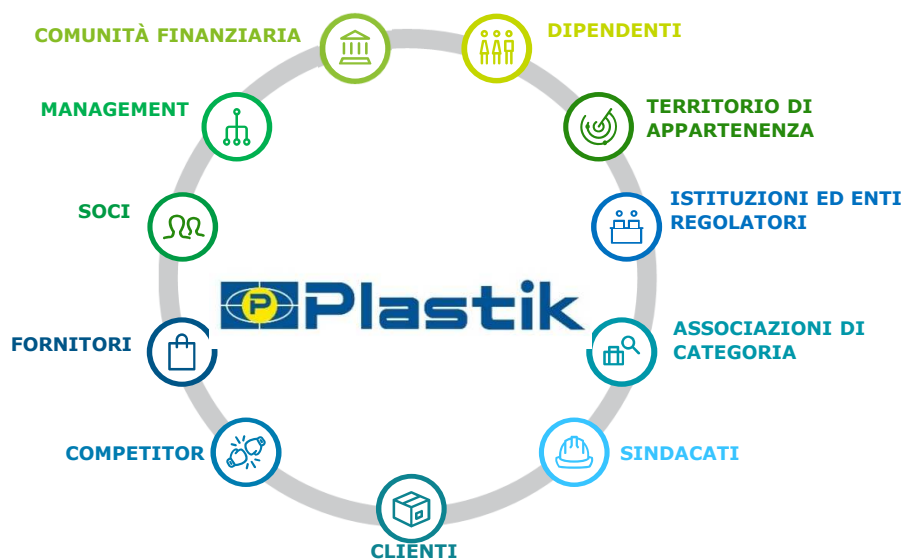 COMUNITÀ FINANZIARIA
DIPENDENTI
MANAGEMENT
TERRITORIO DI
APPARTENENZA
SOCI
ISTITUZIONI ED ENTI
REGOLATORI
P Plastik
FORNITORI
ASSOCIAZIONI DI
CATEGORIA
COMPETITOR
SINDACATI
CLIENTI